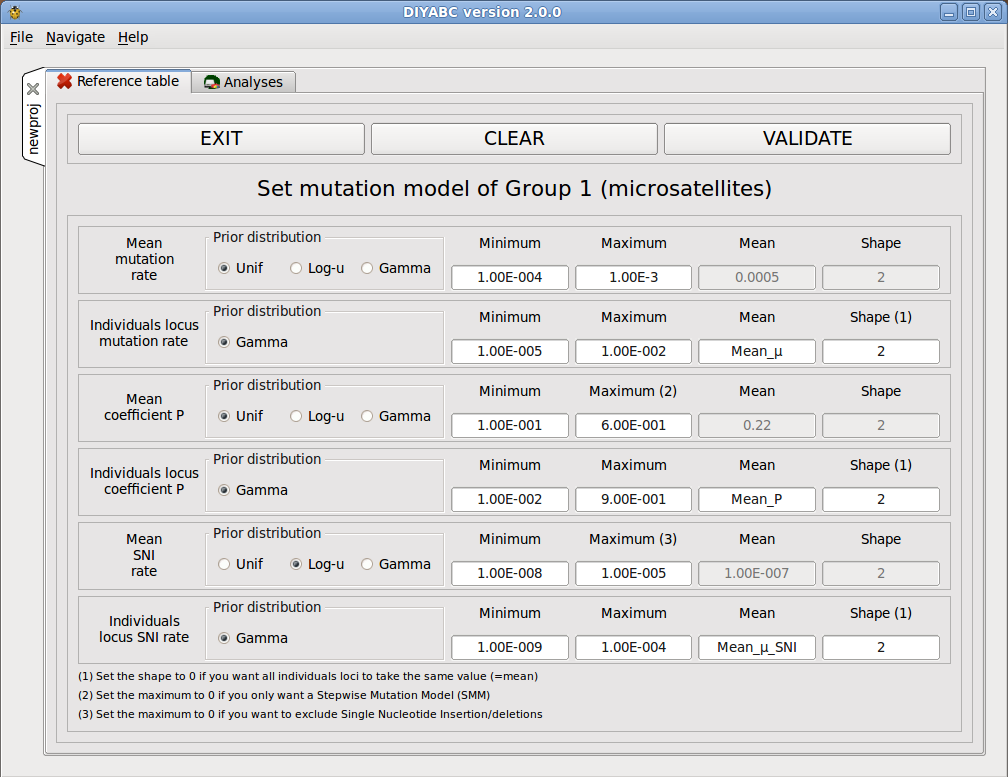 DIYABC version 2.0.0
File Navigate Help
newproj
Reference table Analyses
EXIT CLEAR VALIDATE
Set mutation model of Group 1 (microsatellites)
Mean
mutation
rate
Prior distribution
Unif Log-u Gamma
Minimum Maximum Mean Shape
1.00E-004 1.00E-3 0.0005 2
Individuals locus
mutation rate
Prior distribution
Gamma
Minimum Maximum Mean Shape (1)
1.00E-005 1.00E-002 Mean_μ 2
Mean
coefficient P
Prior distribution
Unif Log-u Gamma
Minimum Maximum (2) Mean Shape
1.00E-001 6.00E-001 0.22 2
Individuals locus
coefficient P
Prior distribution
Gamma
Minimum Maximum Mean Shape (1)
1.00E-002 9.00E-001 Mean_P 2
Mean
SNI
rate
Prior distribution
Unif Log-u Gamma
Minimum Maximum (3) Mean Shape
1.00E-008 1.00E-005 1.00E-007 2
Individuals
locus SNI rate
Prior distribution
Gamma
Minimum Maximum Mean Shape (1)
1.00E-009 1.00E-004 Mean_μ_SNI 2
(1) Set the shape to 0 if you want all individuals loci to take the same value (=mean)
(2) Set the maximum to 0 if you only want a Stepwise Mutation Model (SMM)
(3) Set the maximum to 0 if you want to exclude Single Nucleotide Insertion/deletions